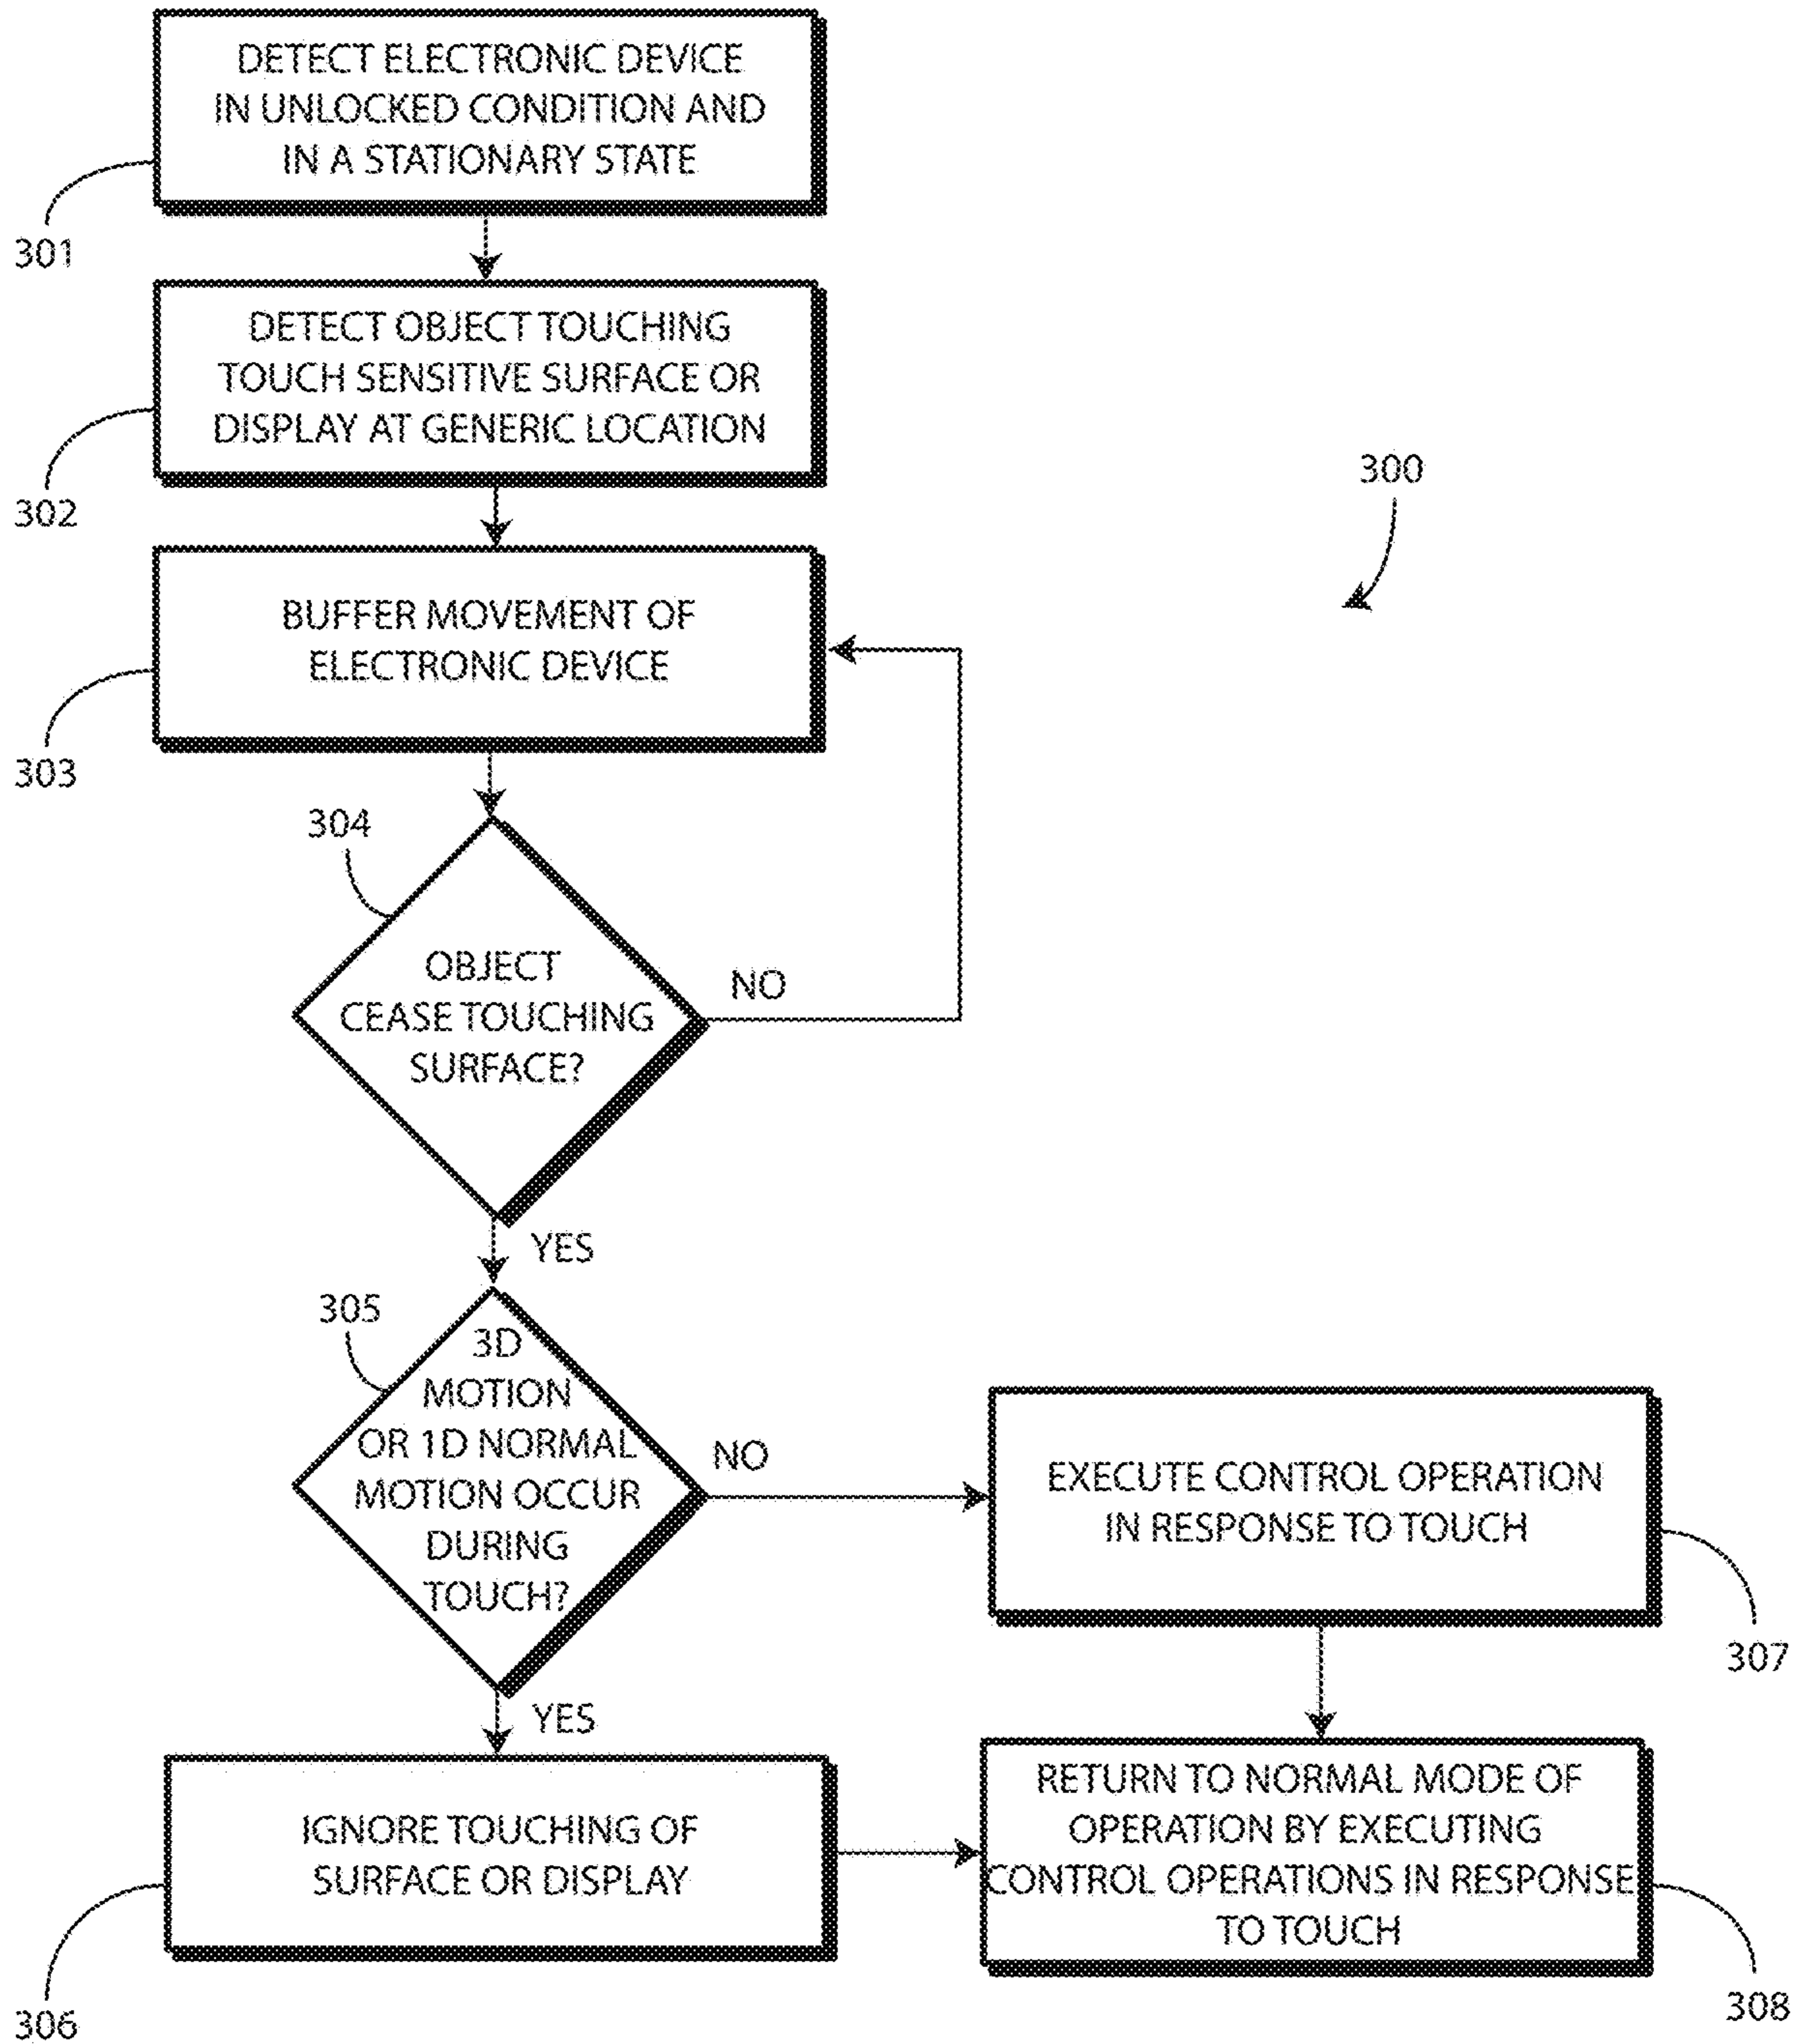 DETECT ELECTRONIC DEVICE
IN UNLOCKED CONDITION AND
IN A STATIONARY STATE
301
DETECT OBJECT TOUCHING
TOUCH SENSITIVE SURFACE OR
DISPLAY AT GENERIC LOCATION
302
300
BUFFER MOVEMENT OF
ELECTRONIC DEVICE
303
304
OBJECT
CEASE TOUCHING
SURFACE?
NO
YES
305
3D
MOTION
OR 1D NORMAL
MOTION OCCUR
DURING
TOUCH?
NO
EXECUTE CONTROL OPERATION
IN RESPONSE TO TOUCH
307
YES
IGNORE TOUCHING OF
SURFACE OR DISPLAY
306
RETURN TO NORMAL MODE OF
OPERATION BY EXECUTING
CONTROL OPERATIONS IN RESPONSE
TO TOUCH
308